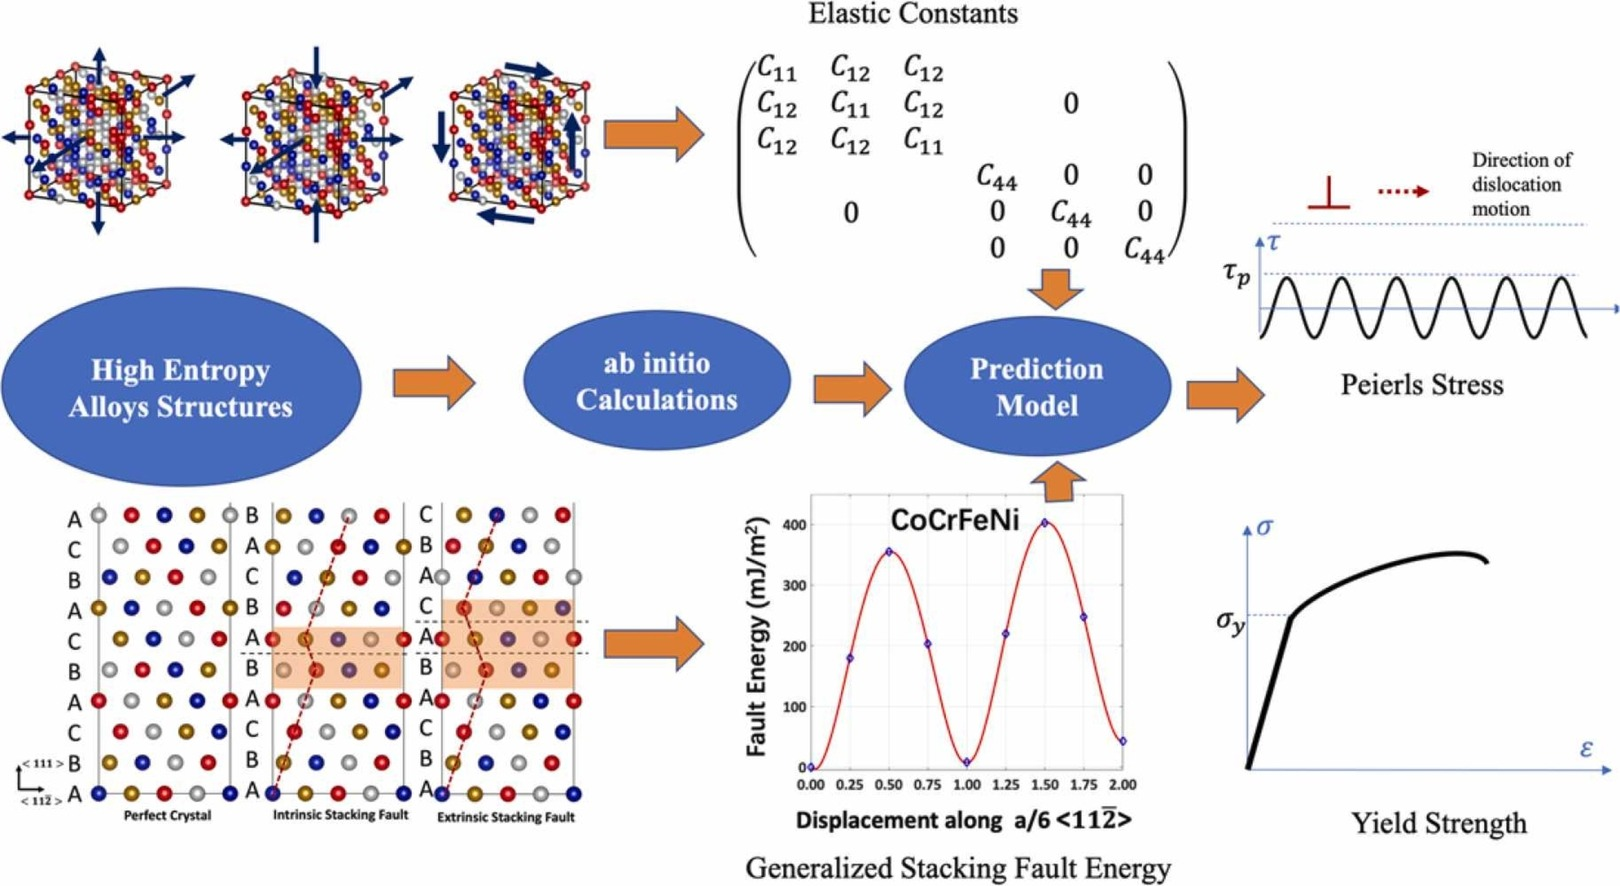 Elastic Constants
C₁₁ C₁₂ C₁₂
C₁₂ C₁₁ C₁₂ 0
C₁₂ C₁₂ C₁₁
C₄₄ 0 0
0 0 C₄₄ 0
0 0 C₄₄
Direction of
dislocation
motion
τ
τₚ
Peierls Stress
High Entropy
Alloys Structures
ab initio
Calculations
Prediction
Model
A
C
B
A
C
B
A
C
B
A
< 111 >
< 112̅ >
Perfect Crystal
B
A
C
B
A
B
A
C
B
A
Intrinsic Stacking Fault
C
B
A
C
A
B
A
C
B
A
Extrinsic Stacking Fault
CoCrFeNi
Fault Energy (mJ/m²)
400
300
200
100
0
0.00 0.25 0.50 0.75 1.00 1.25 1.50 1.75 2.00
Displacement along a/6 <112̅>
Generalized Stacking Fault Energy
σ
σy
ε
Yield Strength